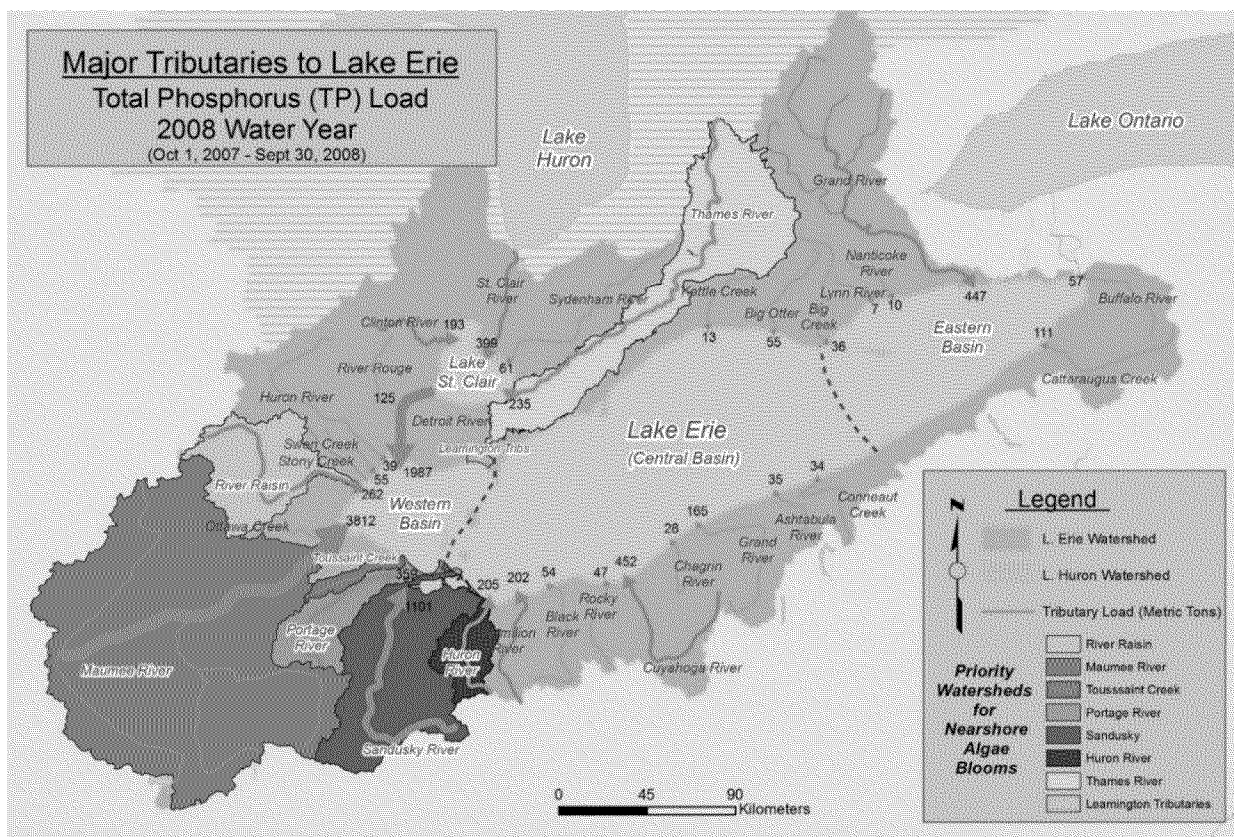 Major Tributaries to Lake Erie
Total Phosphorus (TP) Load
2008 Water Year
(Oct 1, 2007 - Sept 30, 2008)
Lake
Huron
Lake Ontario
Grand River
Thames River
Nanticoke
River
St. Clair
River
Sydenham River
Kettle Creek
Lynn River
10
447
57
Buffalo River
7
Clinton River
193
Big Otter
Big
Creek
Eastern
Basin
399
13
55
36
111
Lake
St. Clair
61
River Rouge
Cattaraugus Creek
Huron River
125
235
Detroit River
Lake Erie
(Central Basin)
Swan Creek
Stony Creek
Leamington Tribs
39
1987
55
34
35
River Raisin
262
Western
Basin
Conneaut
Creek
165
Ottawa Creek
3812
28
Ashtabula
River
Grand
River
Toussaint Creek
359
205
202
54
47
452
Chagrin
River
1101
Rocky
River
Black
River
Portage
River
milion
River
Huron
River
Maumee River
Cuyahoga River
Sandusky River
0
45
90
Kilometers
Legend
N
L. Erie Watershed
L. Huron Watershed
Tributary Load (Metric Tons)
Priority
Watersheds
for
Nearshore
Algae
Blooms
River Raisin
Maumee River
Tousssaint Creek
Portage River
Sandusky
Huron River
Thames River
Leamington Tributaries